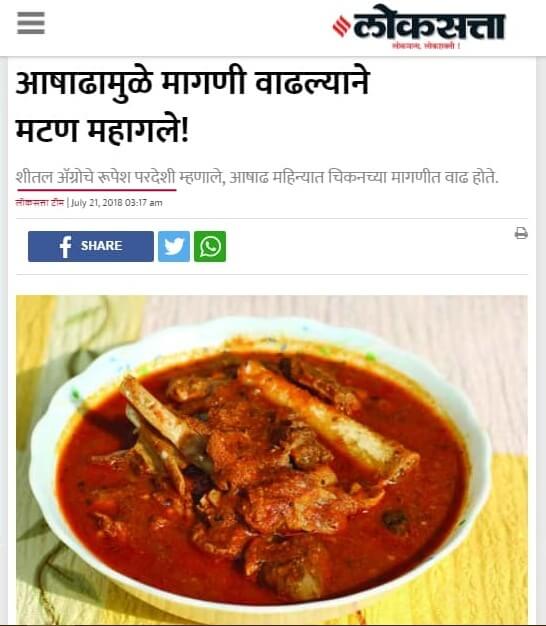 लोकसत्ता
लोकमान्य, लोकशक्ती !
आषाढामुळे मागणी वाढल्याने
मटण महागले!
शीतल अ‍ॅग्रोचे रूपेश परदेशी म्हणाले, आषाढ महिन्यात चिकनच्या मागणीत वाढ होते.
लोकसत्ता टीम | July 21, 2018 03:17 am
SHARE